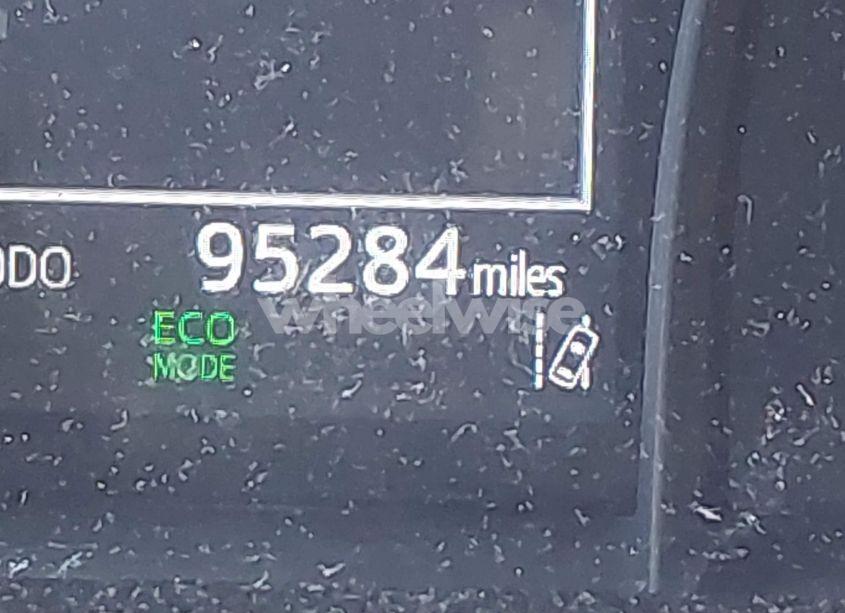 ODO 95284 miles
ECO
MODE
wheelwise